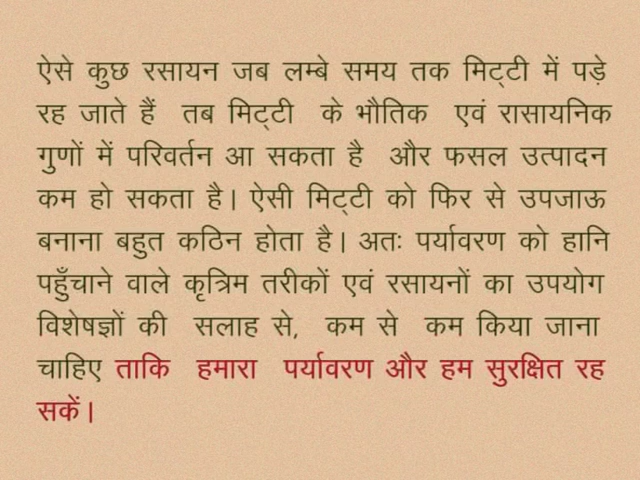 ऐसे कुछ रसायन जब लम्बे समय तक मिट्टी में पड़े
रह जाते हैं तब मिट्टी के भौतिक एवं रासायनिक
गुणों में परिवर्तन आ सकता है और फसल उत्पादन
कम हो सकता है। ऐसी मिट्टी को फिर से उपजाऊ
बनाना बहुत कठिन होता है। अतः पर्यावरण को हानि
पहुँचाने वाले कृत्रिम तरीकों एवं रसायनों का उपयोग
विशेषज्ञों की सलाह से, कम से कम किया जाना
चाहिए ताकि हमारा पर्यावरण और हम सुरक्षित रह
सकें।